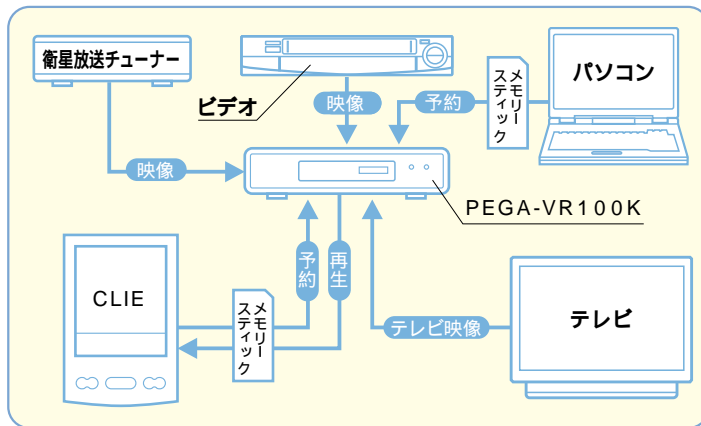 衛星放送チューナー
ビデオ
映像
予約
メモリー
スティック
パソコン
映像
PEGA-VR100K
CLIE
メモリー
スティック
予約
再生
テレビ映像
テレビ